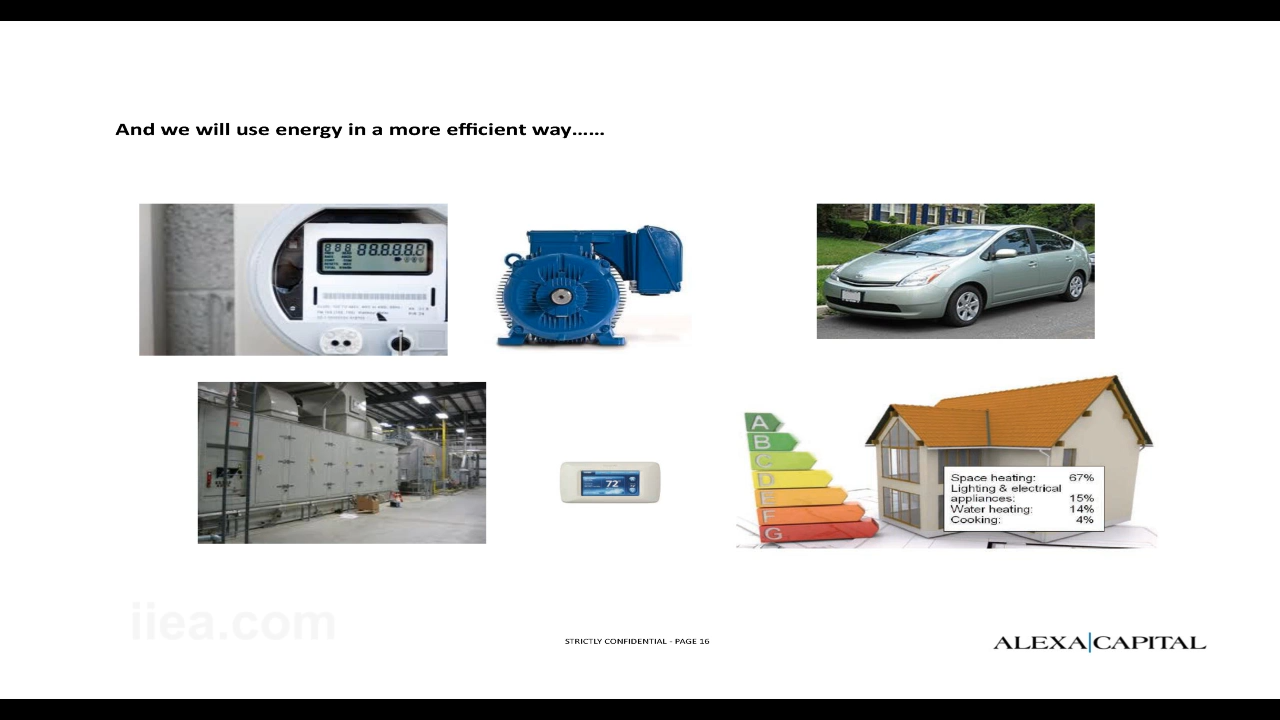 And we will use energy in a more efficient way……
72
A
B
C
D
E
F
G
Space heating: 67%
Lighting & electrical
appliances: 15%
Water heating: 14%
Cooking: 4%
iiea.com
STRICTLY CONFIDENTIAL - PAGE 16
ALEXA|CAPITAL